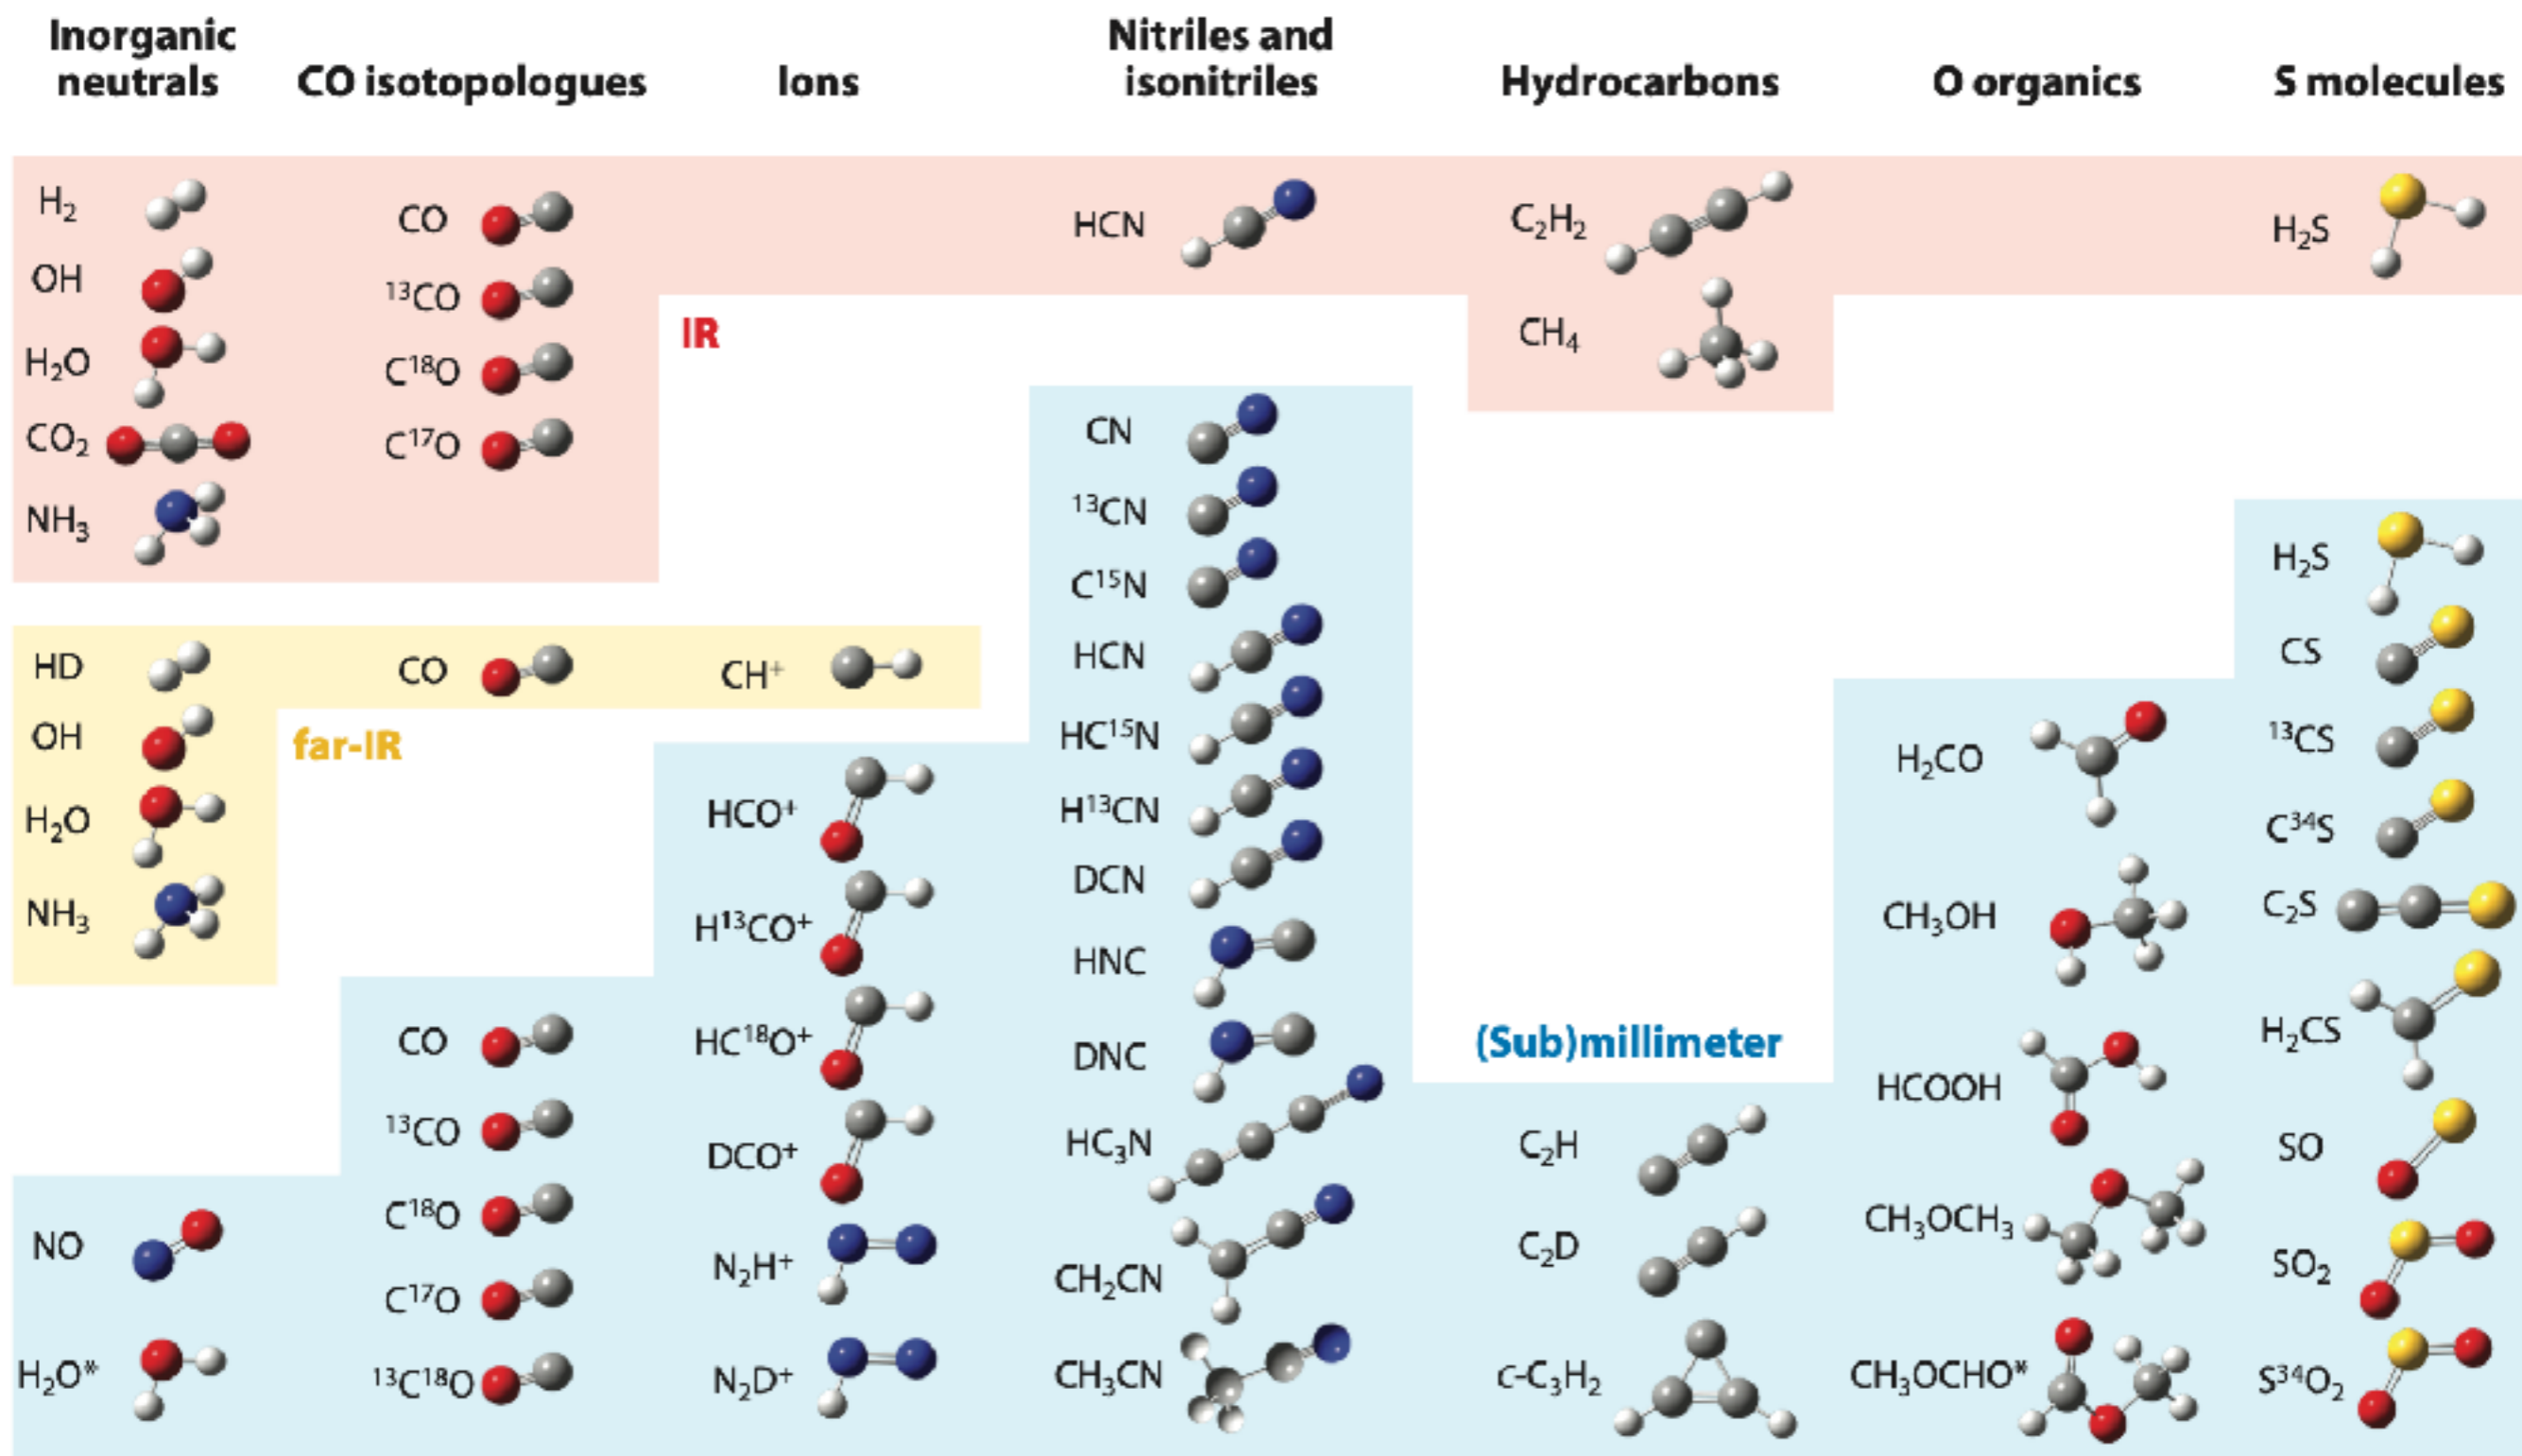 Inorganic
neutrals
CO isotopologues
Ions
Nitriles and
isonitriles
Hydrocarbons
O organics
S molecules
H₂
OH
H₂O
CO₂
NH₃
CO
¹³CO
C¹⁸O
C¹⁷O
IR
HCN
C₂H₂
CH₄
H₂S
HD
OH
H₂O
NH₃
CO
far-IR
CH⁺
NO
H₂O*
CO
¹³CO
C¹⁸O
C¹⁷O
¹³C¹⁸O
HCO⁺
H¹³CO⁺
HC¹⁸O⁺
DCO⁺
N₂H⁺
N₂D⁺
CN
¹³CN
C¹⁵N
HCN
HC¹⁵N
H¹³CN
DCN
HNC
DNC
HC₃N
CH₂CN
CH₃CN
(Sub)millimeter
C₂H
C₂D
c-C₃H₂
H₂CO
CH₃OH
HCOOH
CH₃OCH₃
CH₃OCHO*
H₂S
CS
¹³CS
C³⁴S
C₂S
H₂CS
SO
SO₂
S³⁴O₂